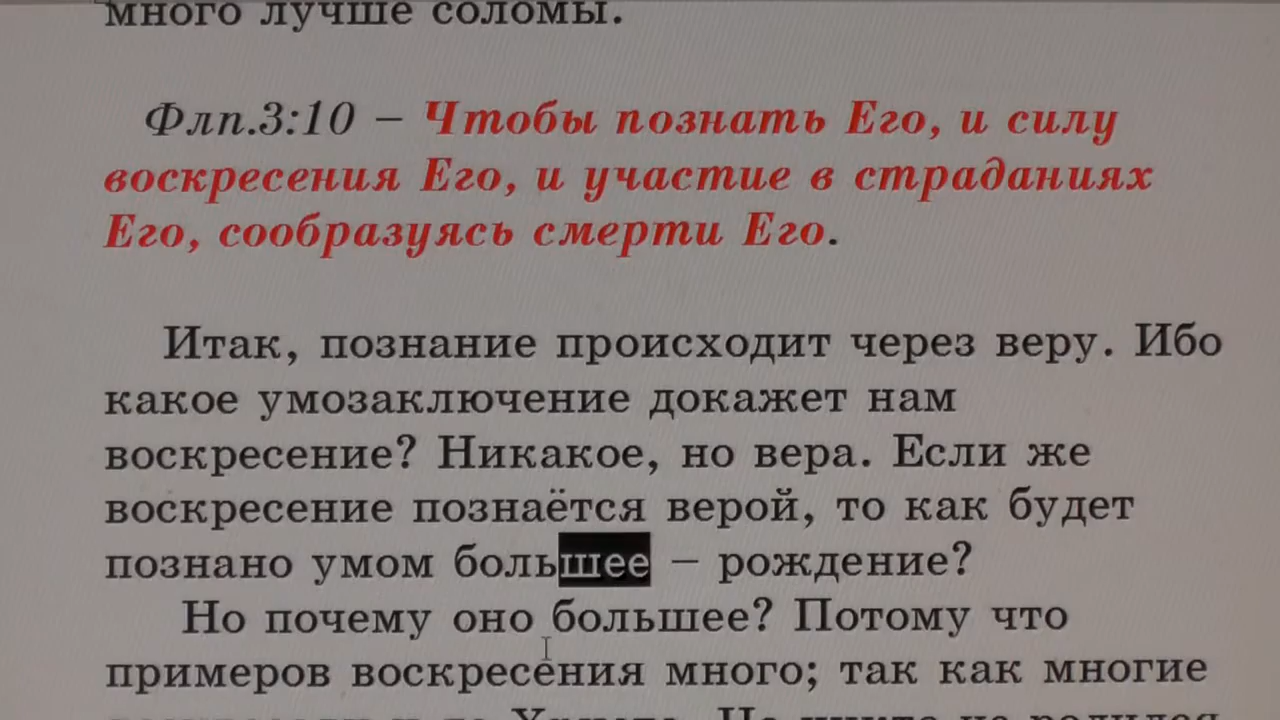 много лучше соломы.
Флп.3:10 – Чтобы познать Его, и силу
воскресения Его, и участие в страданиях
Его, сообразуясь смерти Его.
Итак, познание происходит через веру. Ибо
какое умозаключение докажет нам
воскресение? Никакое, но вера. Если же
воскресение познаётся верой, то как будет
познано умом большее – рождение?
Но почему оно большее? Потому что
примеров воскресения много; так как многие